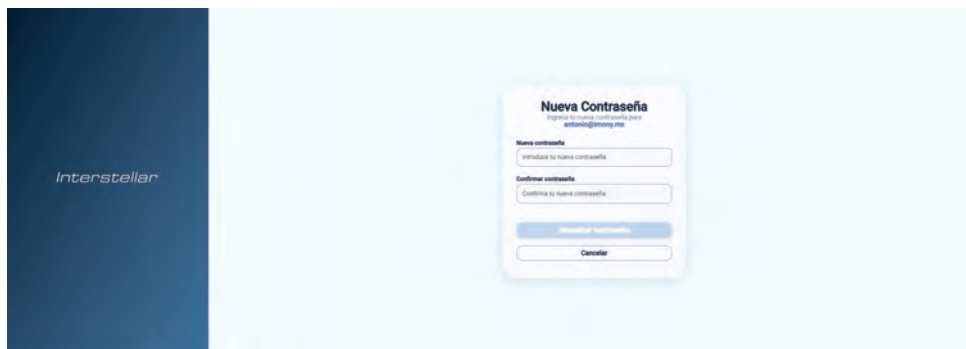 Interstellar
Nueva Contraseña
Ingresa tu nueva contraseña para
antonio@imony.mx
Nueva contraseña
Introduce tu nueva contraseña
Confirmar contraseña
Confirma tu nueva contraseña
contraseña
Cancelar